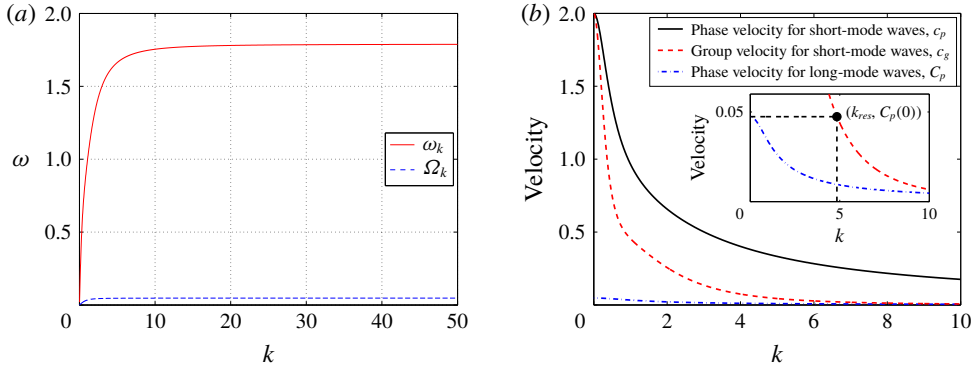 (a)
2.0
1.5
1.0
0.5
ω
ω_k
Ω_k
0 10 20 30 40 50
k
(b)
2.0
1.5
1.0
0.5
Velocity
Phase velocity for short-mode waves, c_p
Group velocity for short-mode waves, c_g
Phase velocity for long-mode waves, C_p
0.05
(k_res, C_p(0))
Velocity
0 5 10
k
0 2 4 6 8 10
k